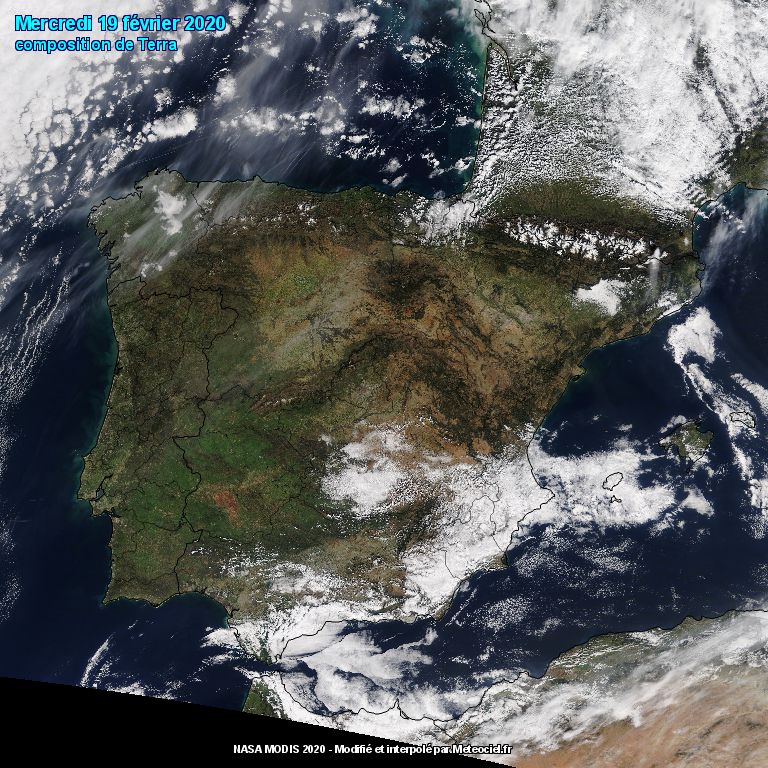 Mercredi 19 février 2020
composition de Terra
NASA MODIS 2020 - Modifié et interpolé par Meteociel.fr